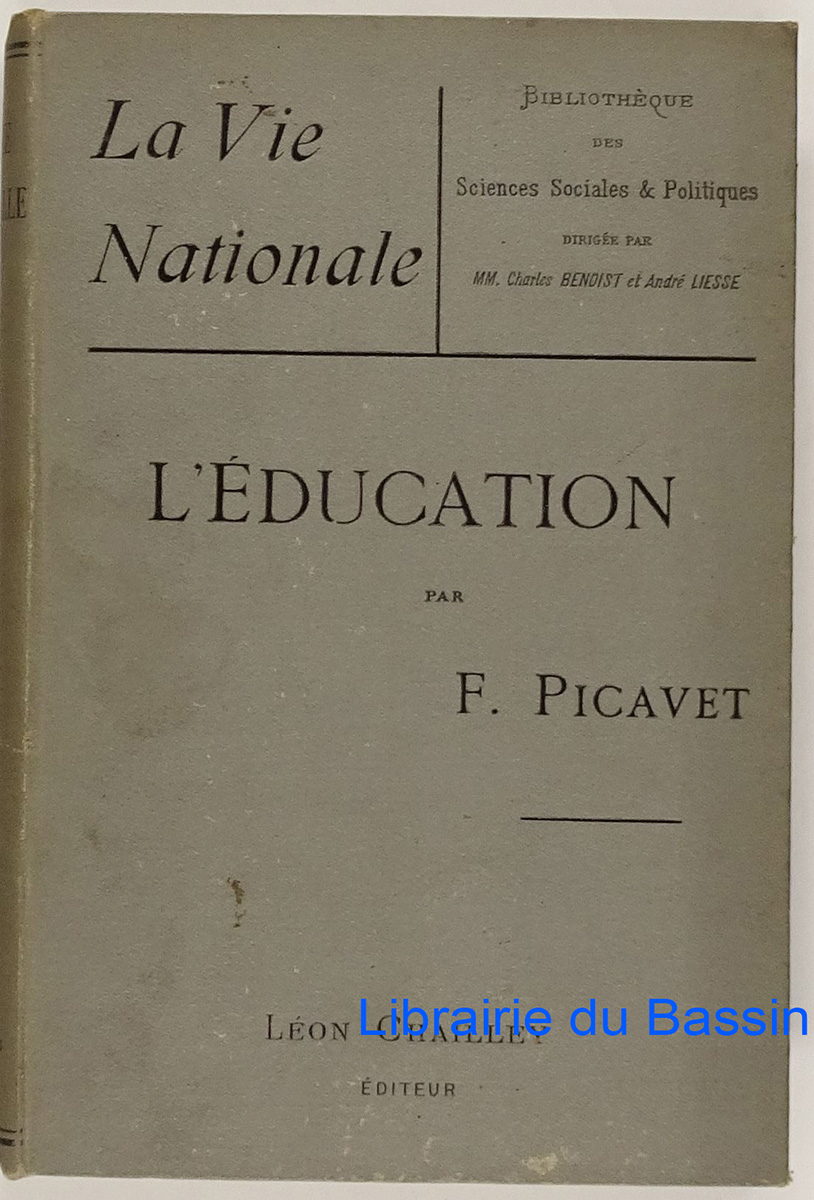 La Vie
Nationale
BIBLIOTHÈQUE
DES
Sciences Sociales & Politiques
DIRIGÉE PAR
MM. Charles BENOIST et André LIESSE
L'ÉDUCATION
PAR
F. PICAVET
LÉON CHAILLEY
Librairie du Bassin
ÉDITEUR